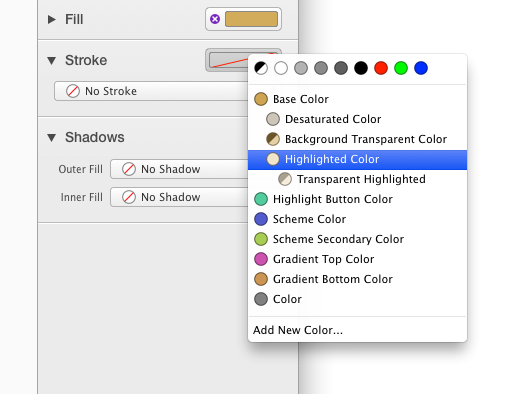 Fill
Stroke
No Stroke
Shadows
Outer Fill No Shadow
Inner Fill No Shadow
Base Color
Desaturated Color
Background Transparent Color
Highlighted Color
Transparent Highlighted
Highlight Button Color
Scheme Color
Scheme Secondary Color
Gradient Top Color
Gradient Bottom Color
Color
Add New Color...